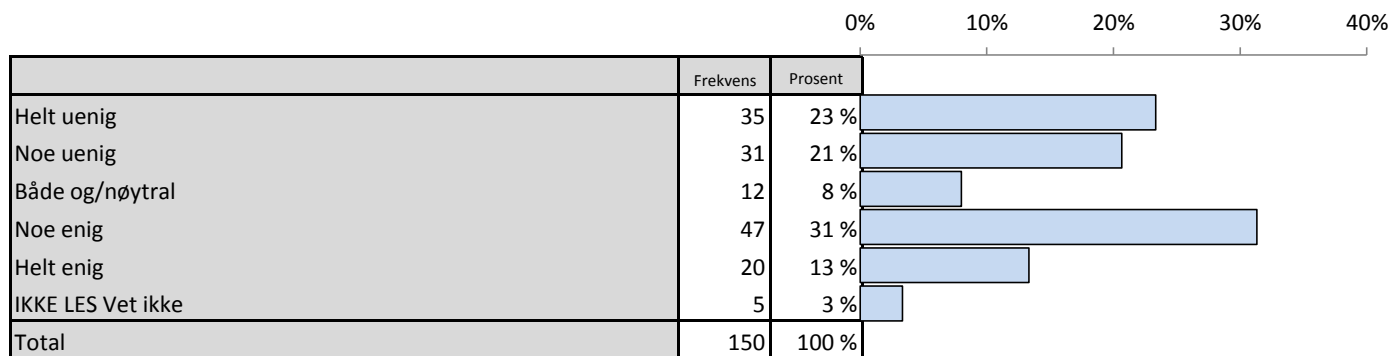 0% 10% 20% 30% 40%
Frekvens Prosent
Helt uenig 35 23 %
Noe uenig 31 21 %
Både og/nøytral 12 8 %
Noe enig 47 31 %
Helt enig 20 13 %
IKKE LES Vet ikke 5 3 %
Total 150 100 %